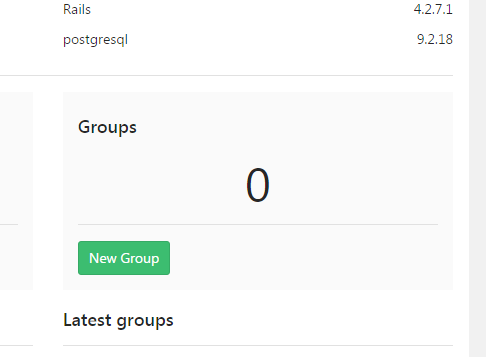 Rails 4.2.7.1
postgresql 9.2.18
Groups
0
New Group
Latest groups